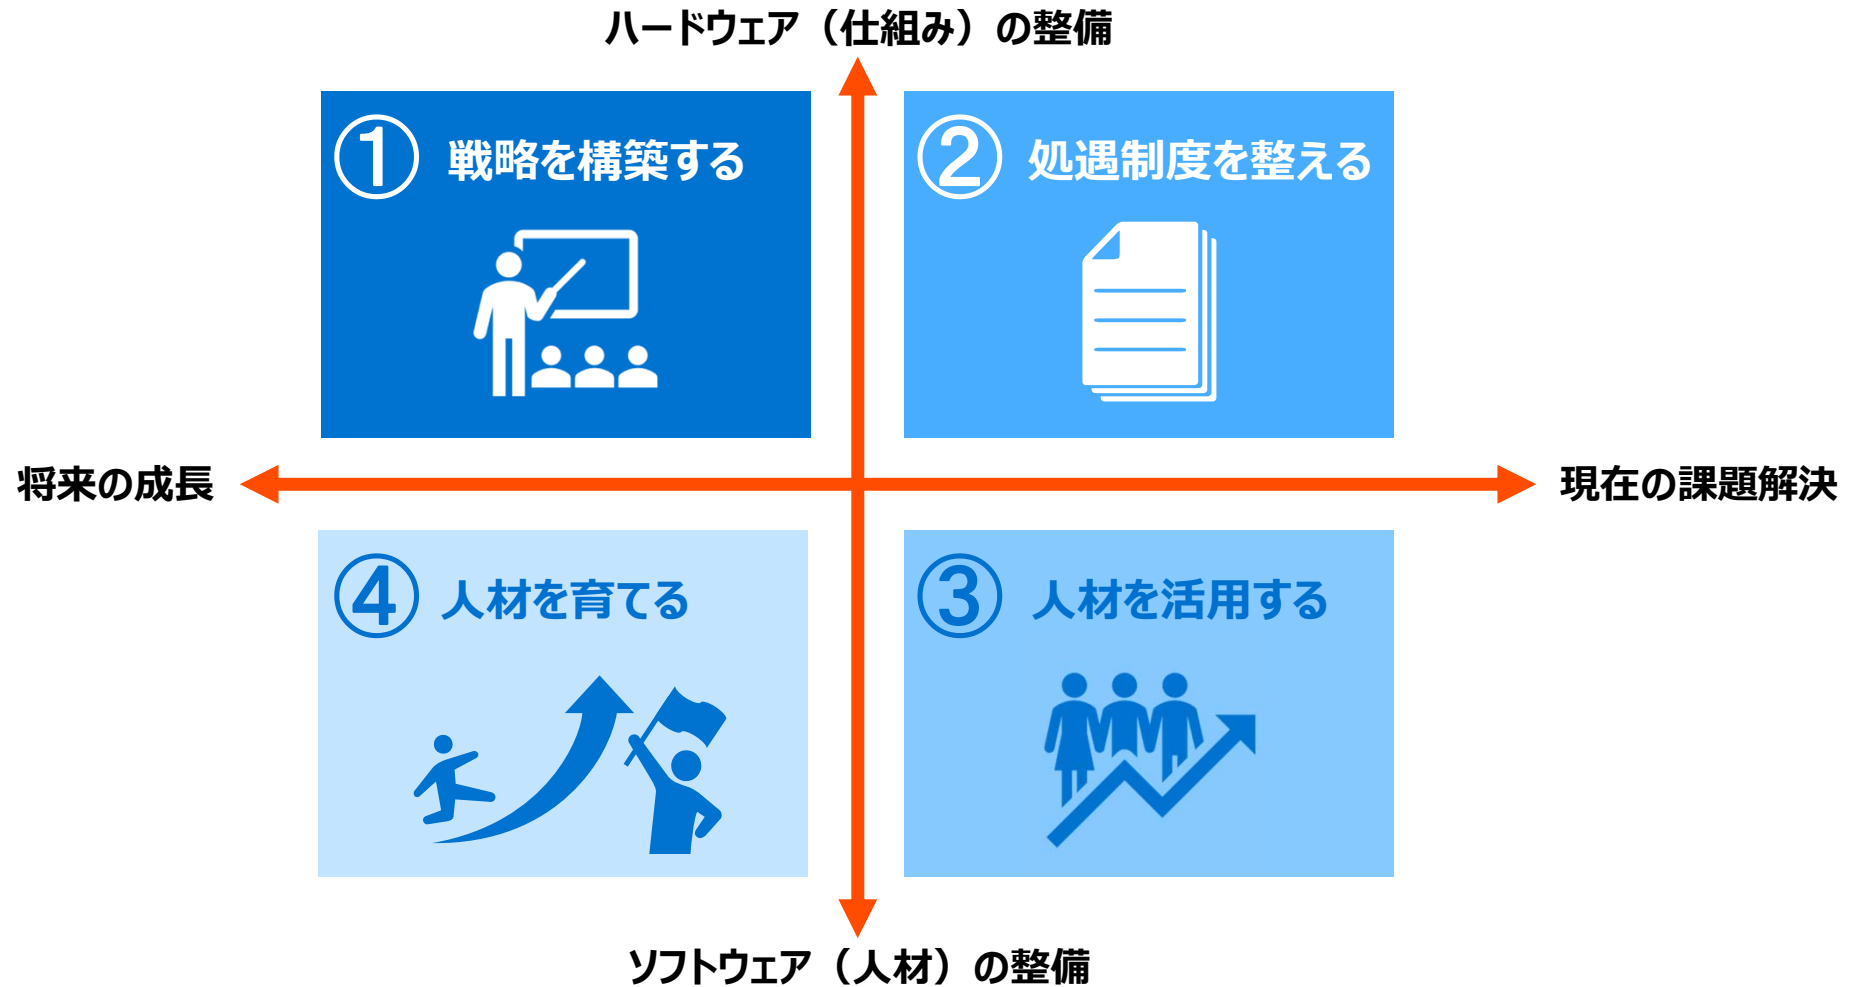 ハードウェア（仕組み）の整備
① 戦略を構築する
② 処遇制度を整える
将来の成長
現在の課題解決
④ 人材を育てる
③ 人材を活用する
ソフトウェア（人材）の整備